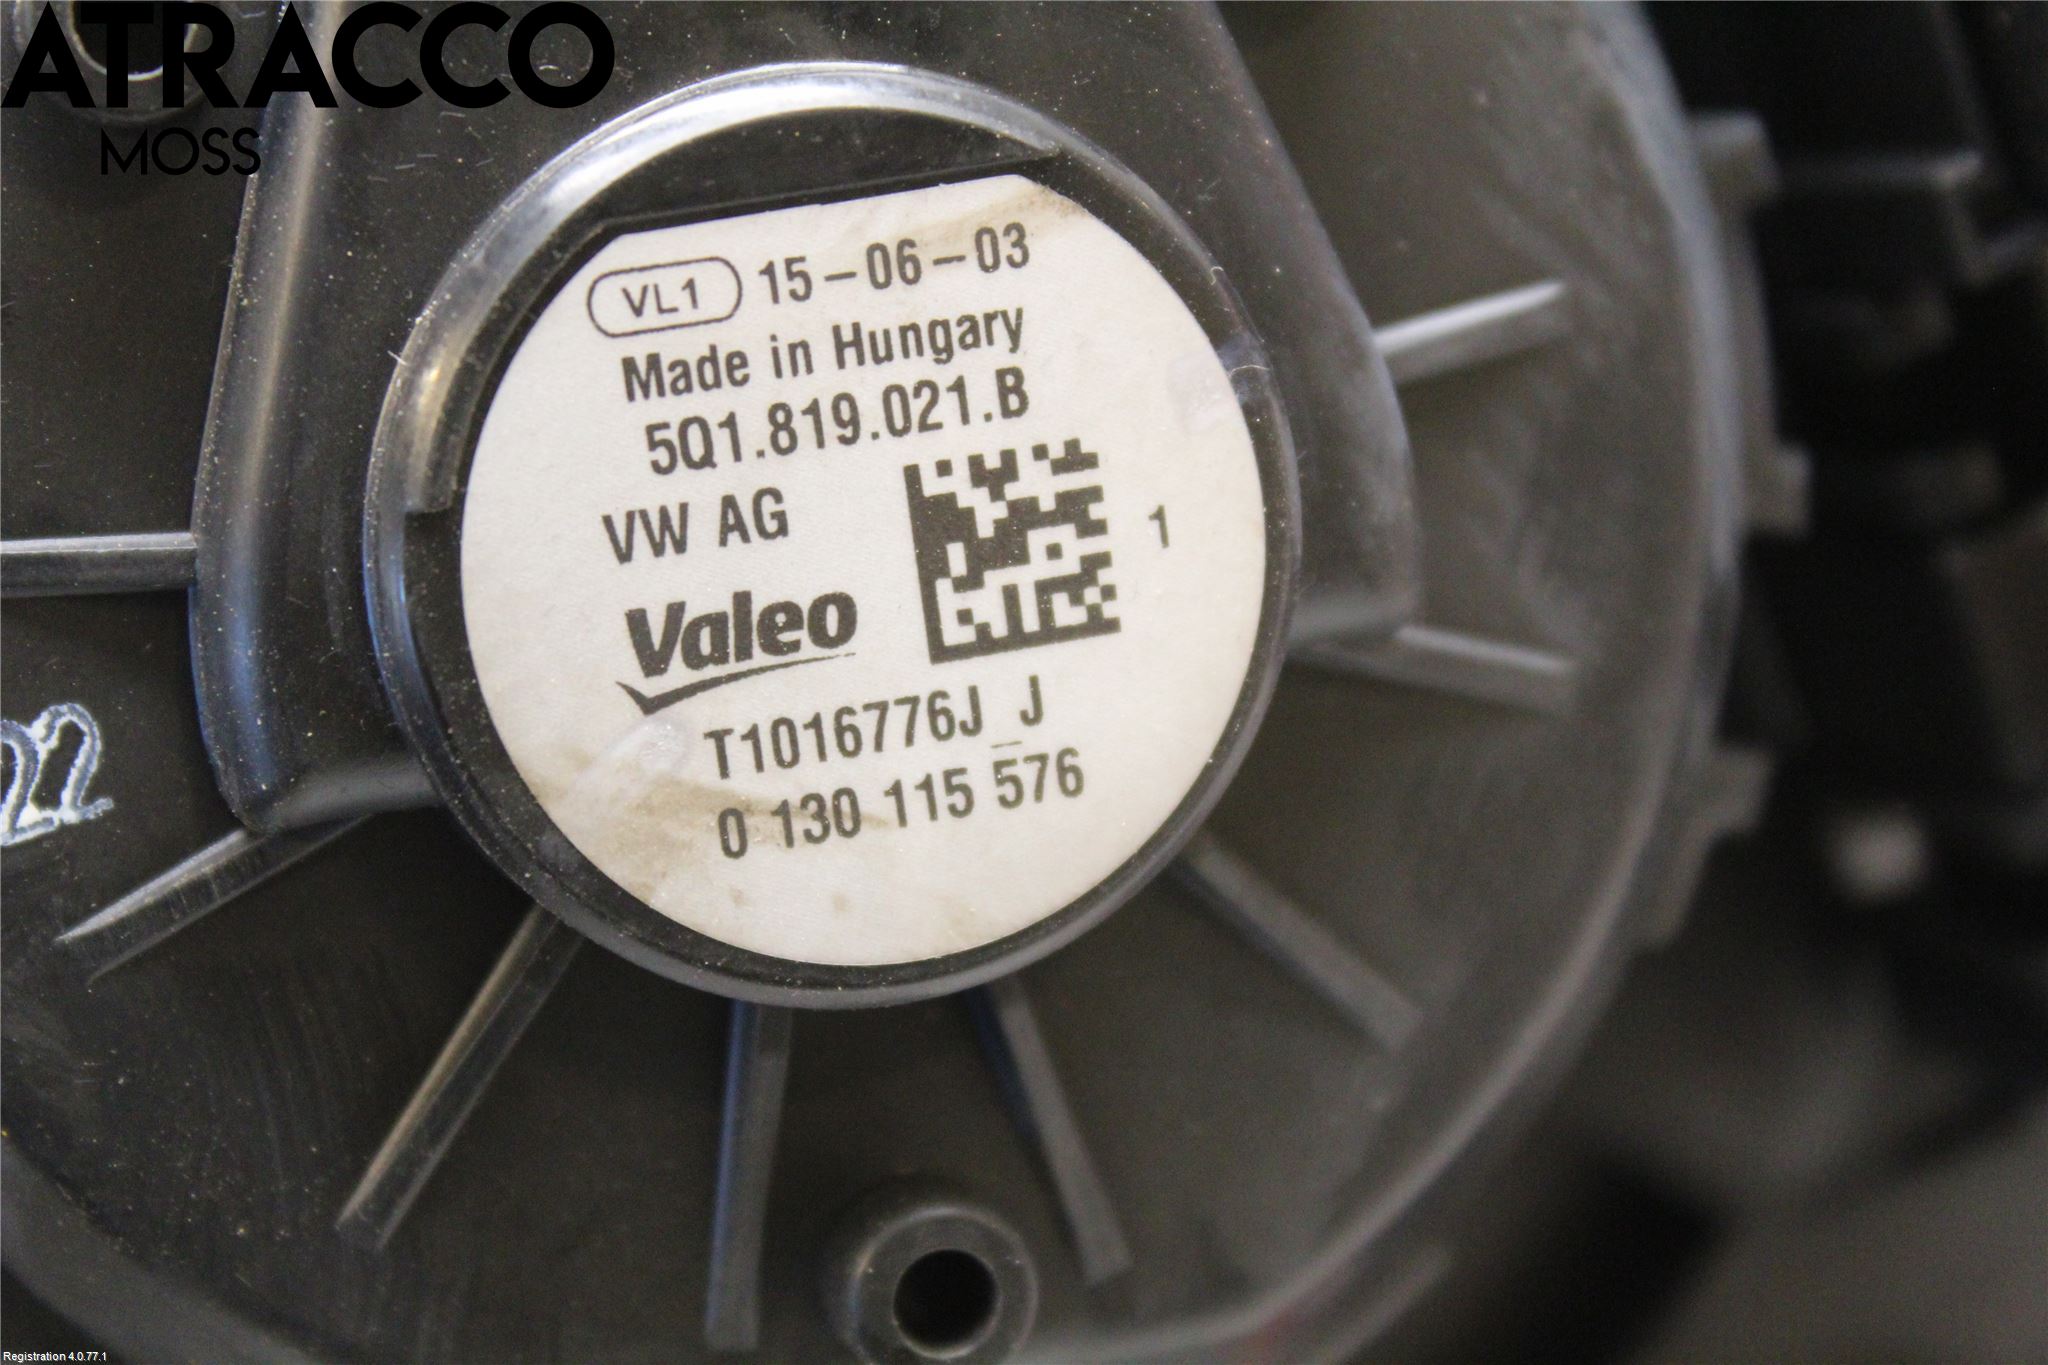 ATRACCO
MOSS
VL1 15-06-03
Made in Hungary
5Q1.819.021.B
VW AG
1
Valeo
T1016776J_J
0 130 115 576
Registration 4.0.77.1